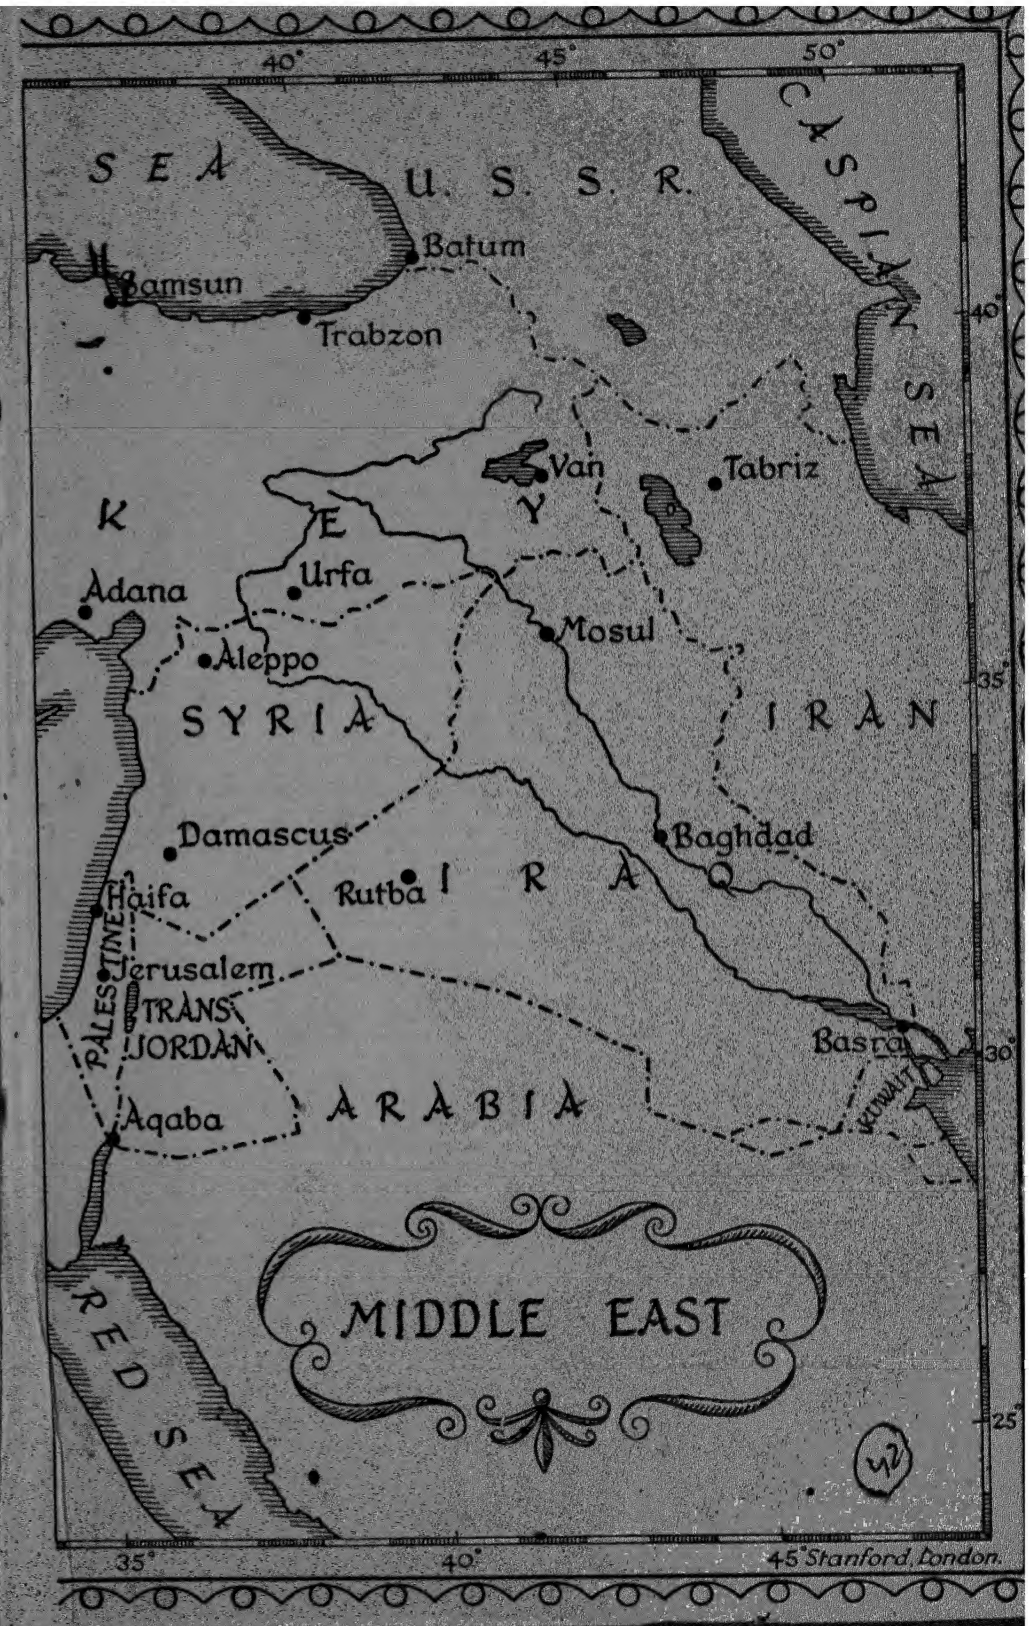 40° 45° 50°
CASPIAN SEA
SEA
U. S. S. R.
Batum
Samsun
40°
Trabzon
Van
Tabriz
K E Y
Urfa
Adana
Mosul
Aleppo
35°
SYRIA
IRAN
Damascus
Baghdad
Rutba
IRAQ
Haifa
PALESTINE
Jerusalem
TRANS
JORDAN
Basra
30°
KUWAIT
ARABIA
Aqaba
MIDDLE EAST
RED SEA
25°
42
35° 40° 45°
Stanford, London.